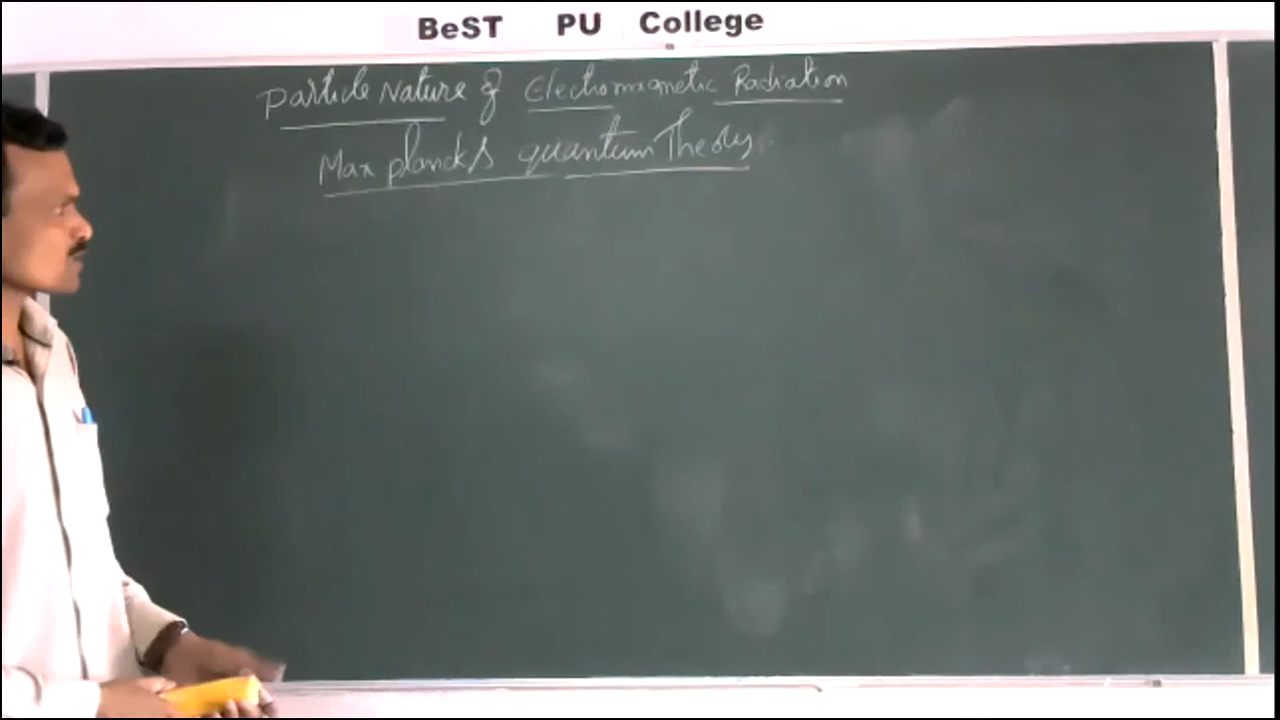 BeST PU College
Particle Nature of Electromagnetic Radiation
Max planck's quantum Theory